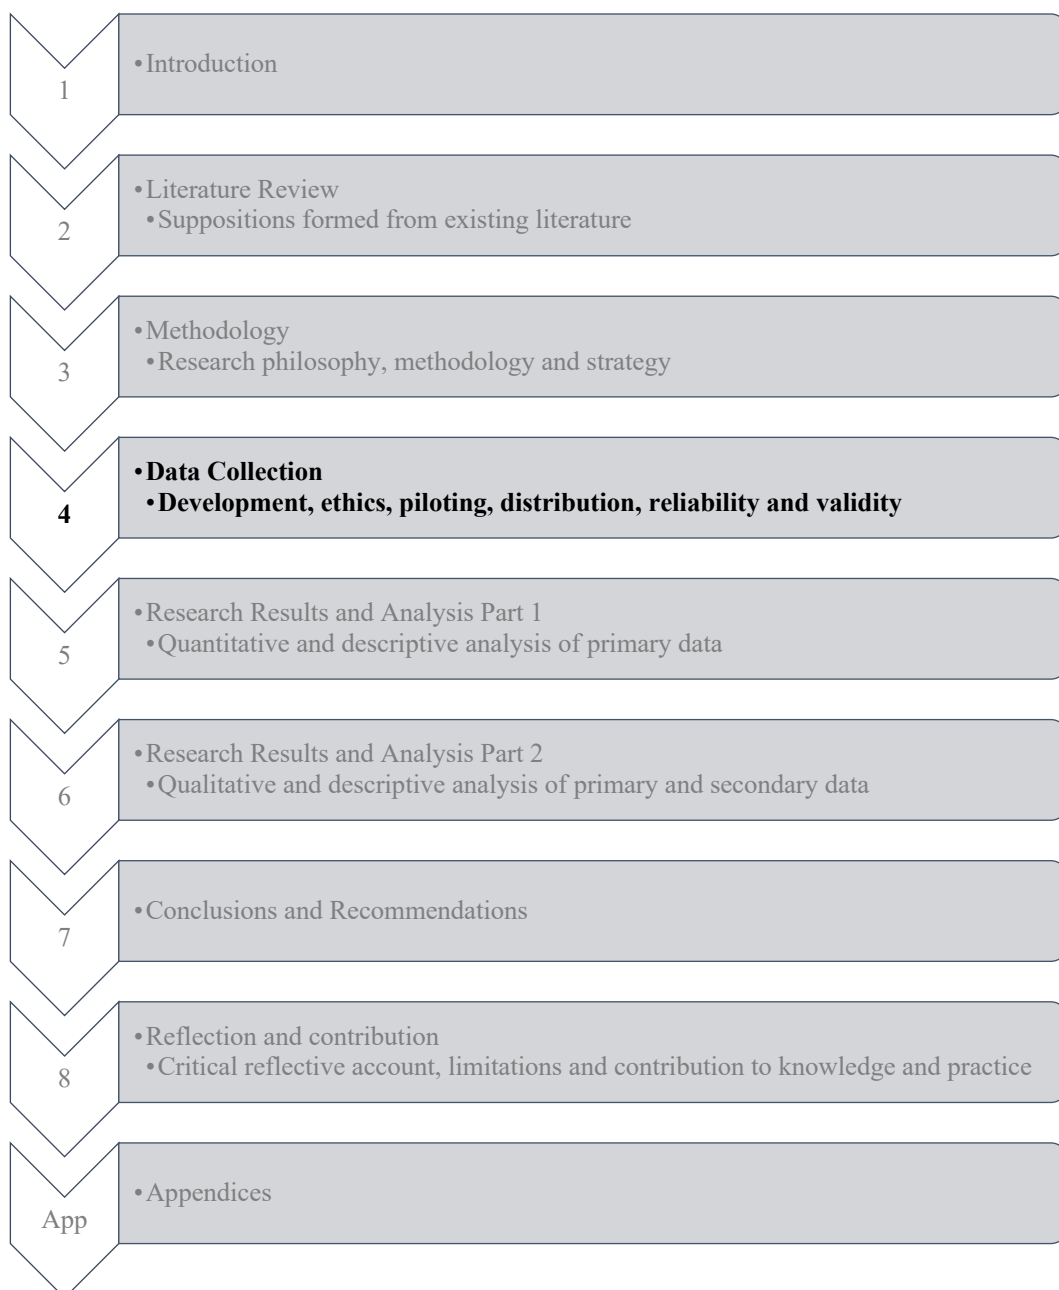 1
•Introduction
2
•Literature Review
•Suppositions formed from existing literature
3
•Methodology
•Research philosophy, methodology and strategy
4
•Data Collection
•Development, ethics, piloting, distribution, reliability and validity
5
•Research Results and Analysis Part 1
•Quantitative and descriptive analysis of primary data
6
•Research Results and Analysis Part 2
•Qualitative and descriptive analysis of primary and secondary data
7
•Conclusions and Recommendations
8
•Reflection and contribution
•Critical reflective account, limitations and contribution to knowledge and practice
App
•Appendices